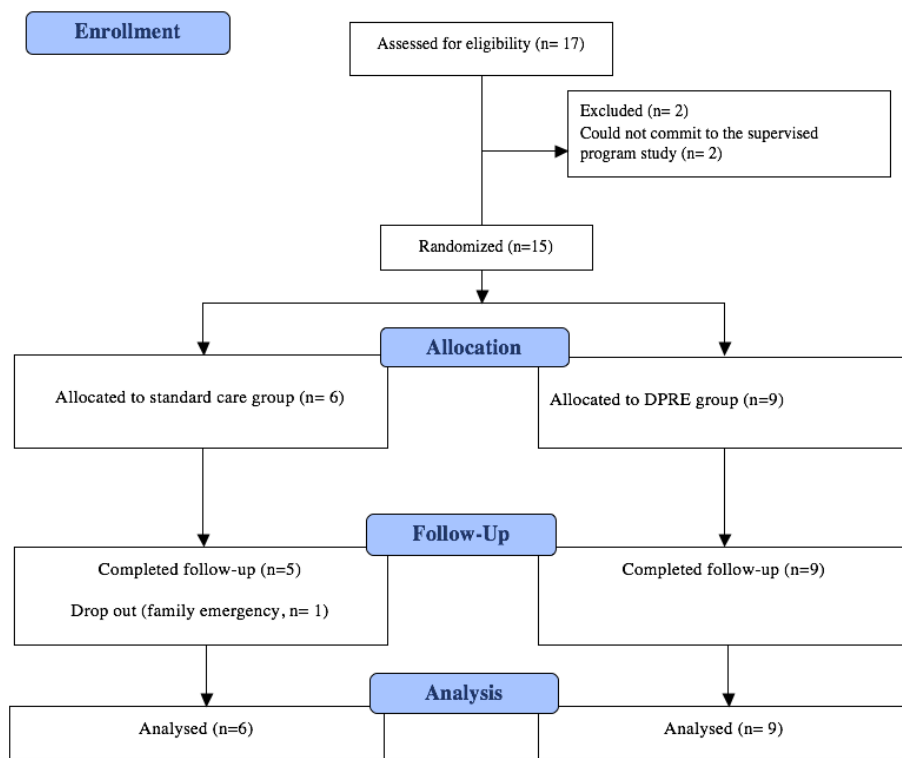 Enrollment
Assessed for eligibility (n= 17)
Excluded (n= 2)
Could not commit to the supervised
program study (n= 2)
Randomized (n=15)
Allocation
Allocated to standard care group (n= 6)
Allocated to DPRE group (n=9)
Follow-Up
Completed follow-up (n=5)
Drop out (family emergency, n= 1)
Completed follow-up (n=9)
Analysis
Analysed (n=6)
Analysed (n= 9)